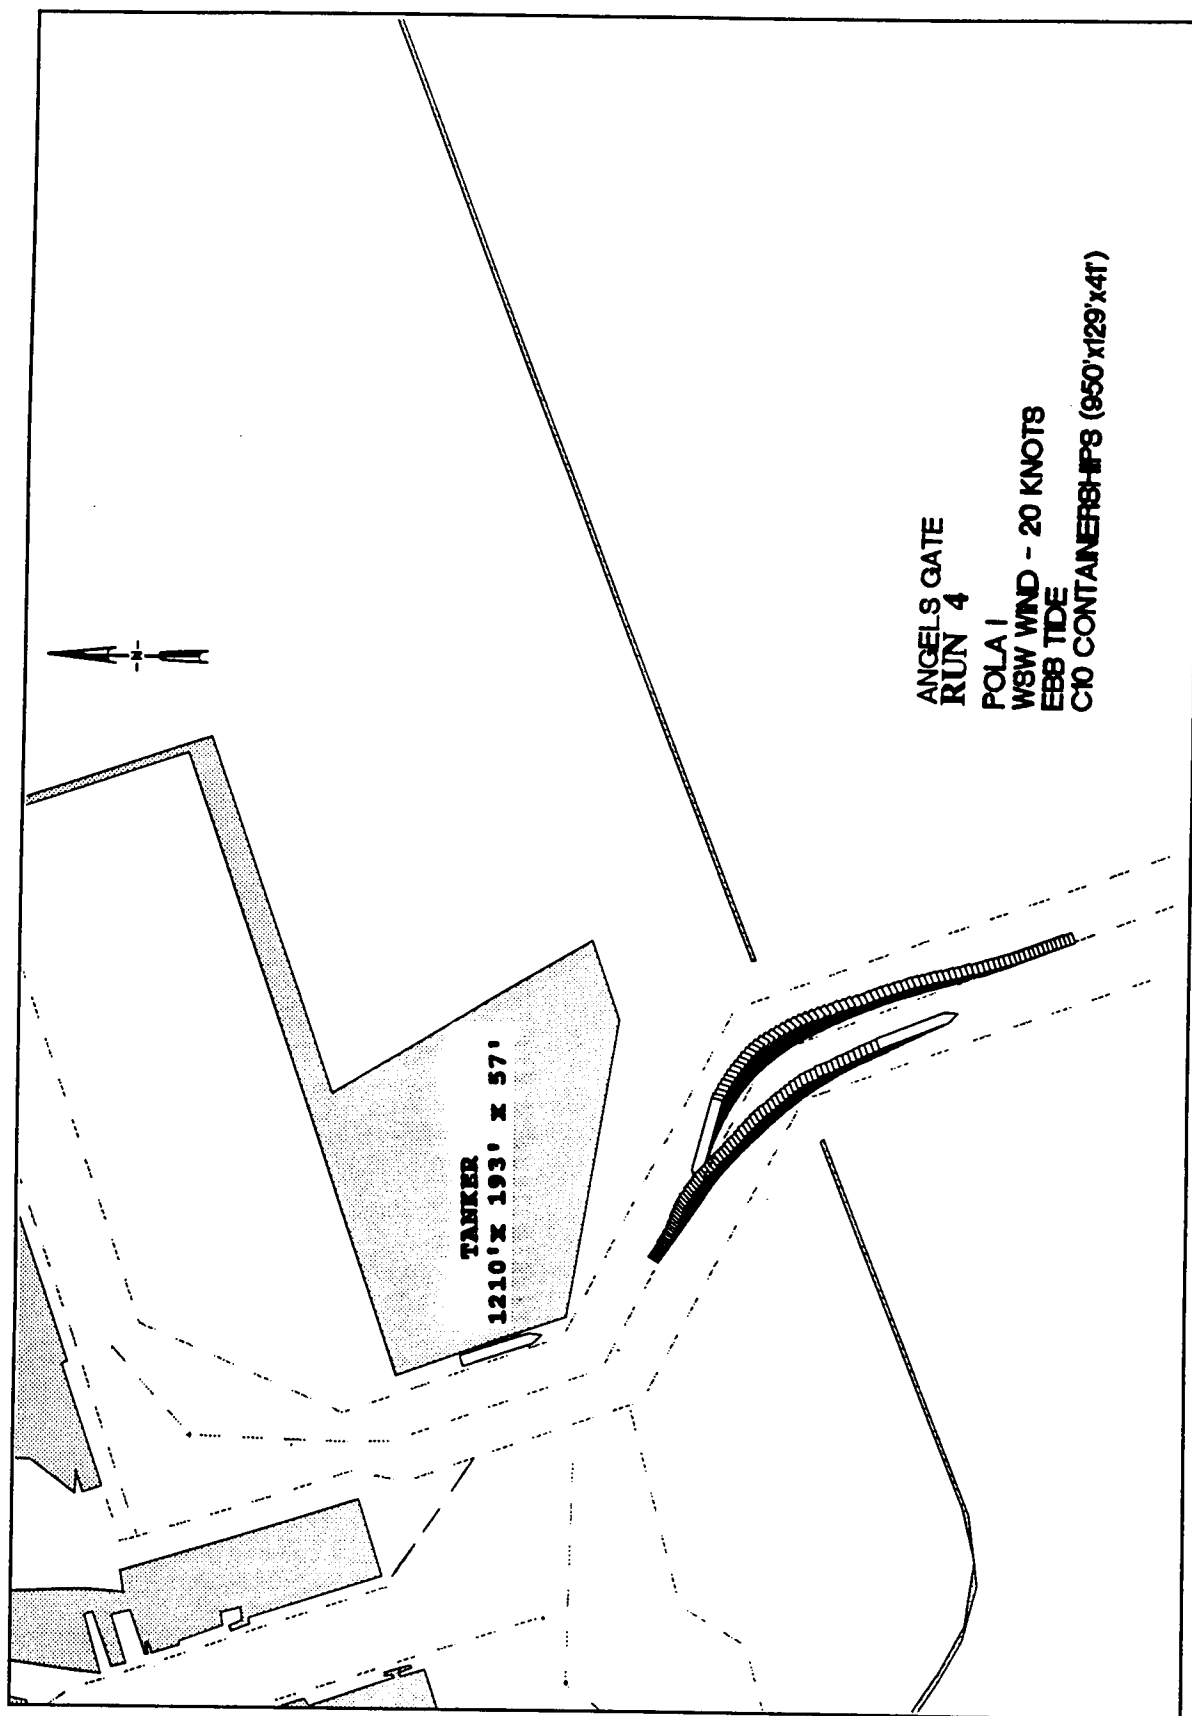 N
TANKER
1210'X 193' x 57'
ANGELS GATE
RUN 4
POLA I
WSW WIND - 20 KNOTS
EBB TIDE
C10 CONTAINERSHIPS (950'x129'x41')